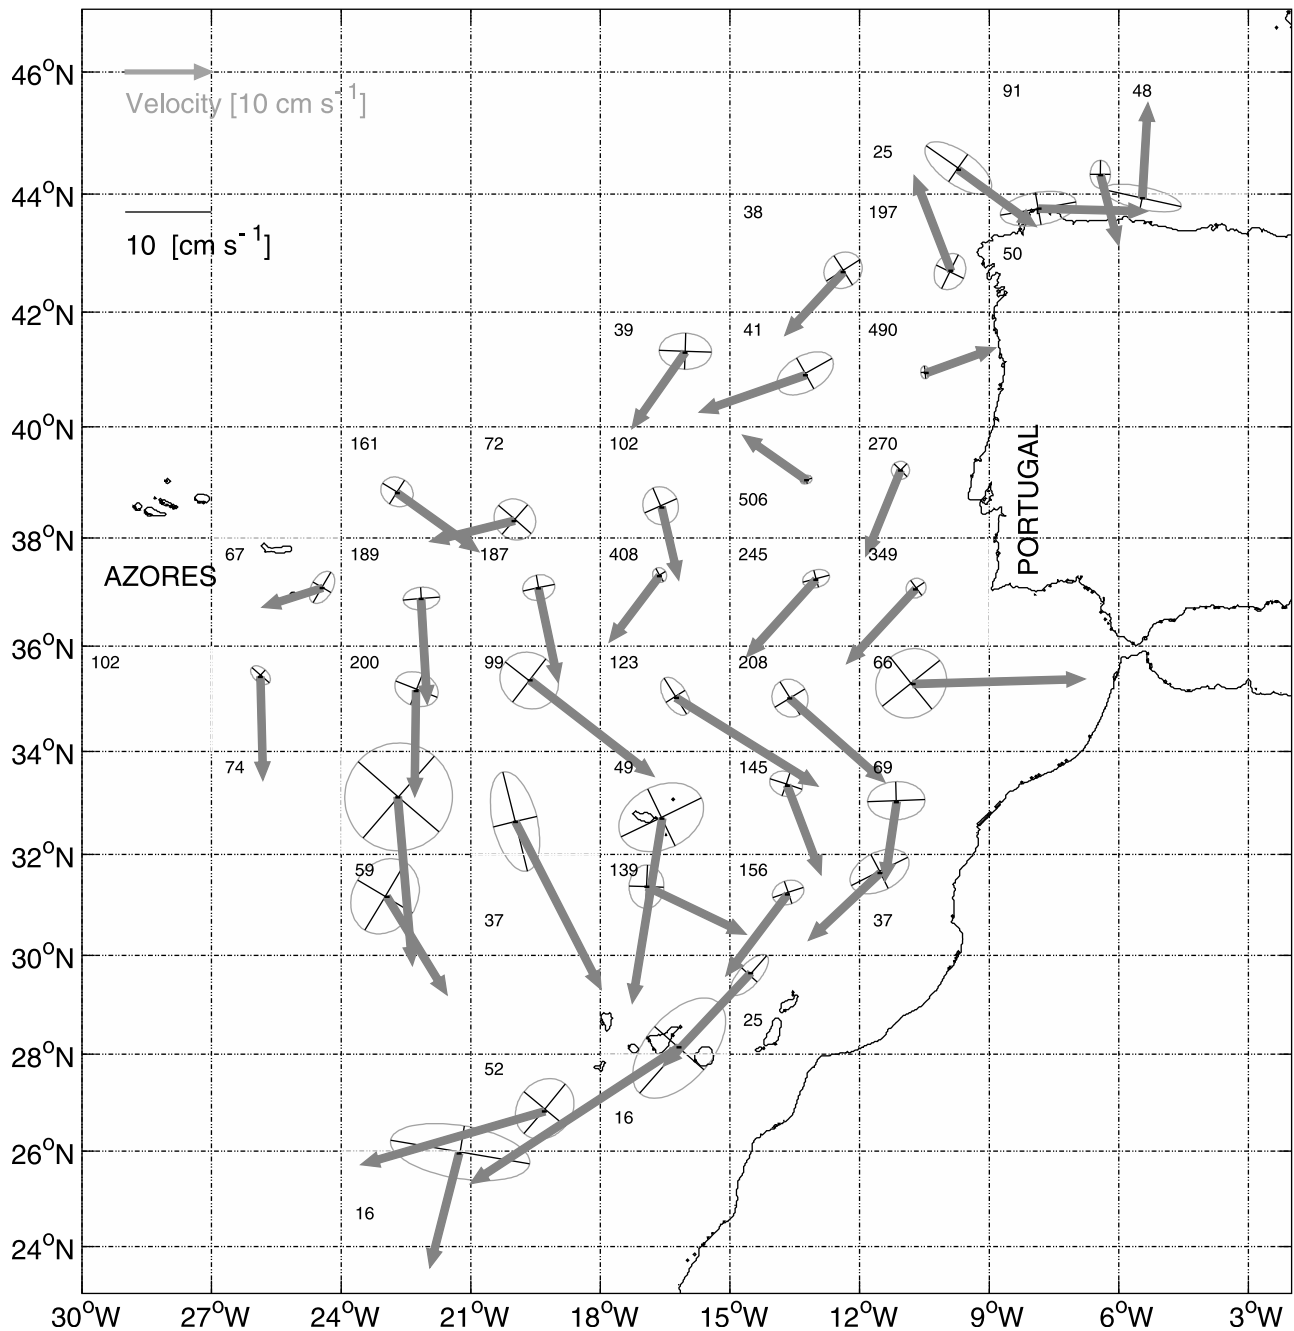 46°N
91
48
Velocity [10 cm s⁻¹]
25
44°N
38
197
10 [cm s⁻¹]
50
42°N
39
41
490
40°N
161
72
102
270
506
PORTUGAL
38°N
67
189
187
408
245
349
AZORES
36°N
102
200
99
123
208
66
34°N
74
49
145
69
32°N
59
139
156
37
37
30°N
25
28°N
52
16
26°N
16
24°N
30°W
27°W
24°W
21°W
18°W
15°W
12°W
9°W
6°W
3°W